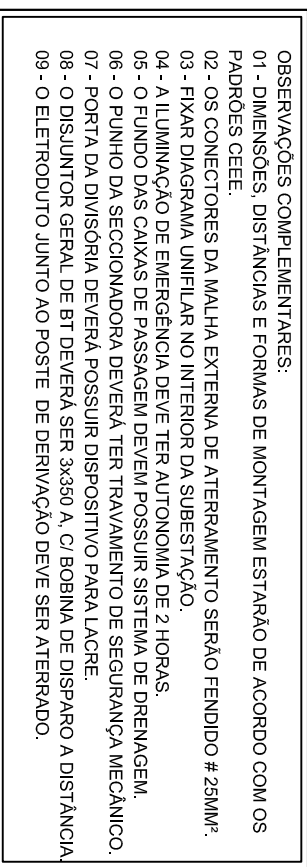 OBSERVAÇÕES COMPLEMENTARES:
01 - DIMENSÕES, DISTÂNCIAS E FORMAS DE MONTAGEM ESTARÃO DE ACORDO COM OS
PADRÕES CEEE.
02 - OS CONECTORES DA MALHA EXTERNA DE ATERRAMENTO SERÃO FENDIDO # 25MM².
03 - FIXAR DIAGRAMA UNIFILAR NO INTERIOR DA SUBESTAÇÃO.
04 - A ILUMINAÇÃO DE EMERGÊNCIA DEVE TER AUTONOMIA DE 2 HORAS.
05 - O FUNDO DAS CAIXAS DE PASSAGEM DEVEM POSSUIR SISTEMA DE DRENAGEM.
06 - O PUNHO DA SECCIONADORA DEVERÁ TER TRAVAMENTO DE SEGURANÇA MECÂNICO.
07 - PORTA DA DIVISÓRIA DEVERÁ POSSUIR DISPOSITIVO PARA LACRE.
08 - O DISJUNTOR GERAL DE BT DEVERÁ SER 3x350 A, C/ BOBINA DE DISPARO A DISTÂNCIA.
09 - O ELETRODUTO JUNTO AO POSTE DE DERIVAÇÃO DEVE SER ATERRADO.